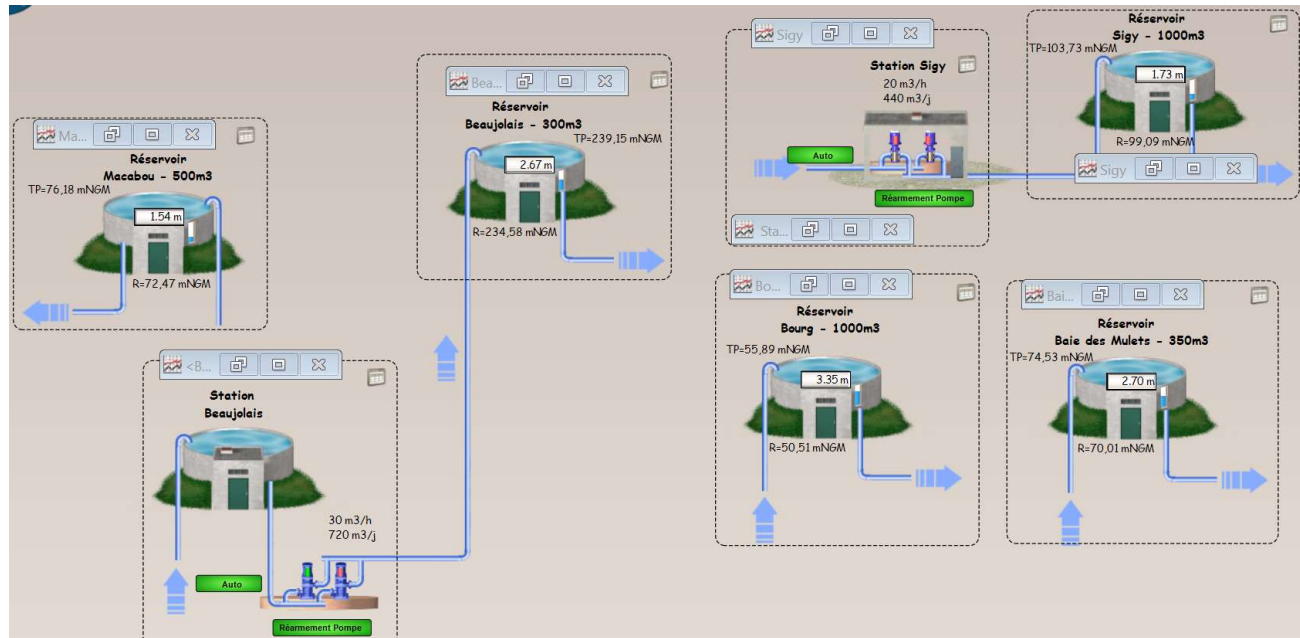 Ma...
Réservoir
Macabou - 500m3
TP=76,18 mNGM
1.54 m
R=72,47 mNGM
Bea...
Réservoir
Beaujolais - 300m3
TP=239,15 mNGM
2.67 m
R=234,58 mNGM
<B...
Station
Beaujolais
30 m3/h
720 m3/j
Auto
Réarmement Pompe
Sigy
Station Sigy
20 m3/h
440 m3/j
Auto
Réarmement Pompe
Sta...
Réservoir
Sigy - 1000m3
TP=103,73 mNGM
1.73 m
R=99,09 mNGM
Sigy
Bo...
Réservoir
Bourg - 1000m3
TP=55,89 mNGM
3.35 m
R=50,51 mNGM
Bai...
Réservoir
Baie des Mulets - 350m3
TP=74,53 mNGM
2.70 m
R=70,01 mNGM